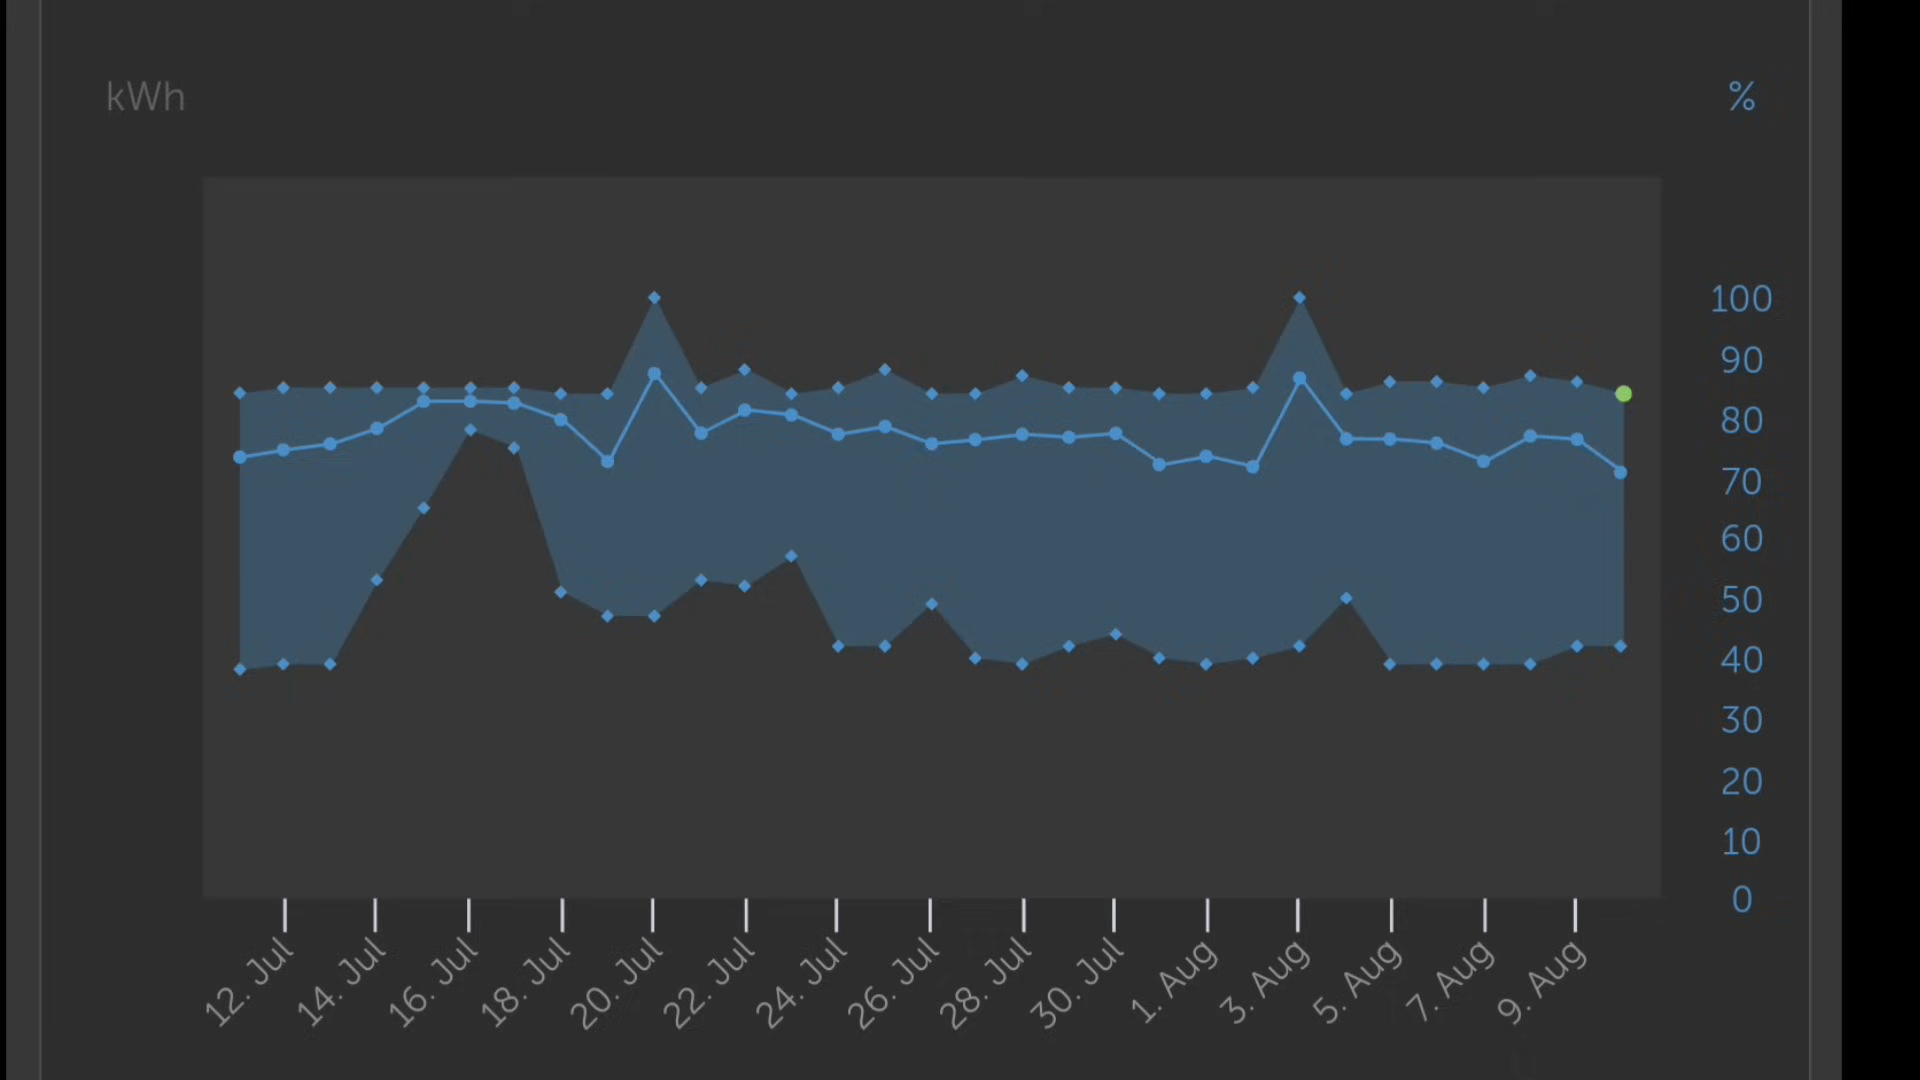 kWh
%
100
90
80
70
60
50
40
30
20
10
0
12. Jul
14. Jul
16. Jul
18. Jul
20. Jul
22. Jul
24. Jul
26. Jul
28. Jul
30. Jul
1. Aug
3. Aug
5. Aug
7. Aug
9. Aug